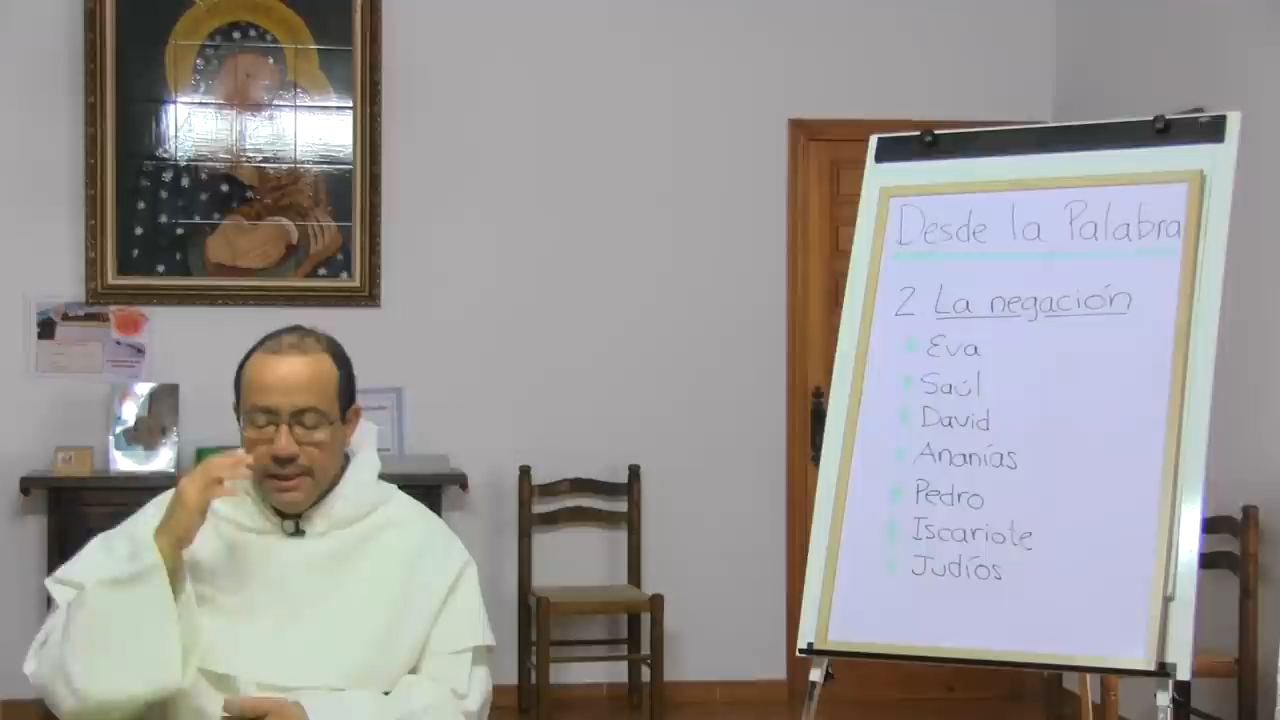 Desde la Palabra
2 La negación
Eva
Saúl
David
Ananías
Pedro
Iscariote
Judíos